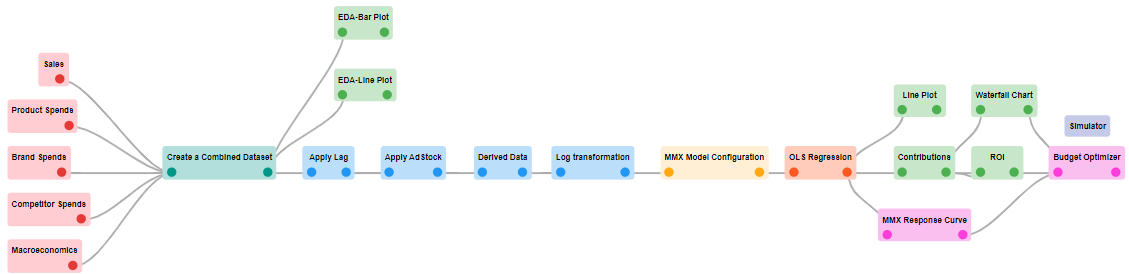 EDA-Bar Plot
Sales
EDA-Line Plot
Product Spends
Line Plot
Waterfall Chart
Simulator
Brand Spends
Create a Combined Dataset
Apply Lag
Apply AdStock
Derived Data
Log transformation
MMX Model Configuration
OLS Regression
Contributions
ROI
Budget Optimizer
Competitor Spends
MMX Response Curve
Macroeconomics